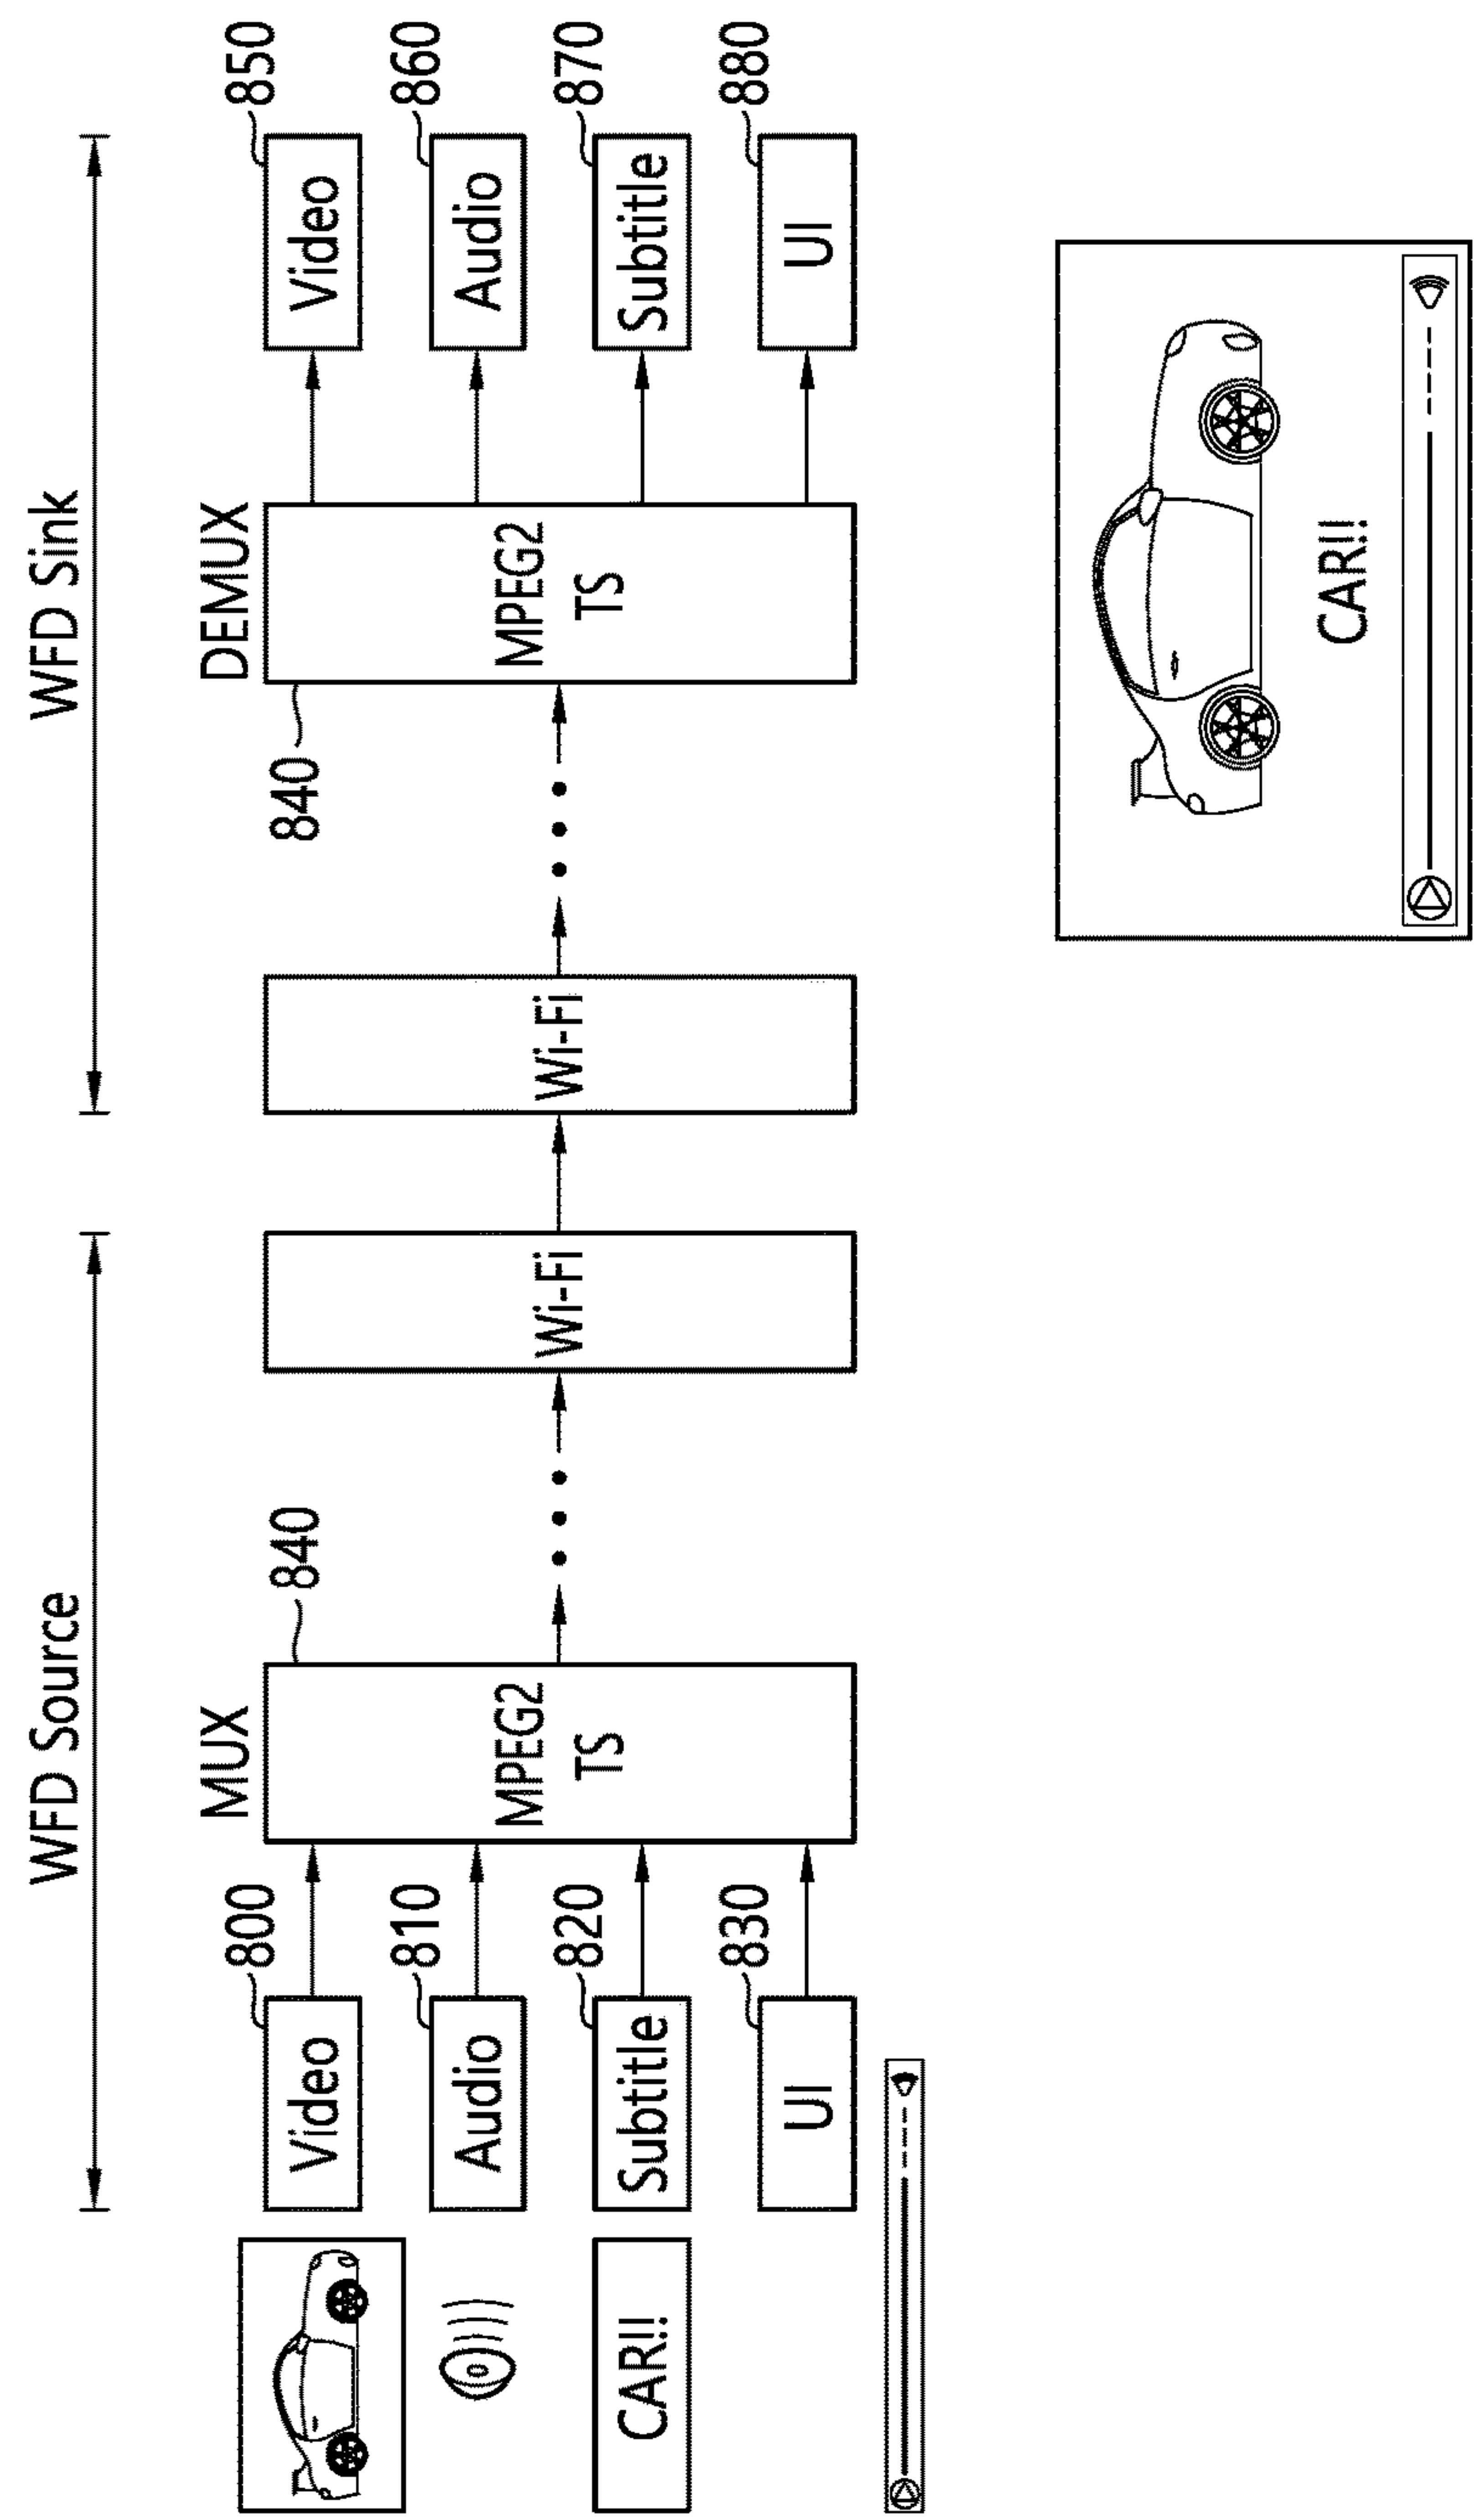 WFD Source
WFD Sink
MUX
DEMUX
800
Video
810
Audio
820
CAR!!
Subtitle
830
UI
840
MPEG2
TS
Wi-Fi
Wi-Fi
840
MPEG2
TS
850
Video
860
Audio
870
Subtitle
880
UI
CAR!!